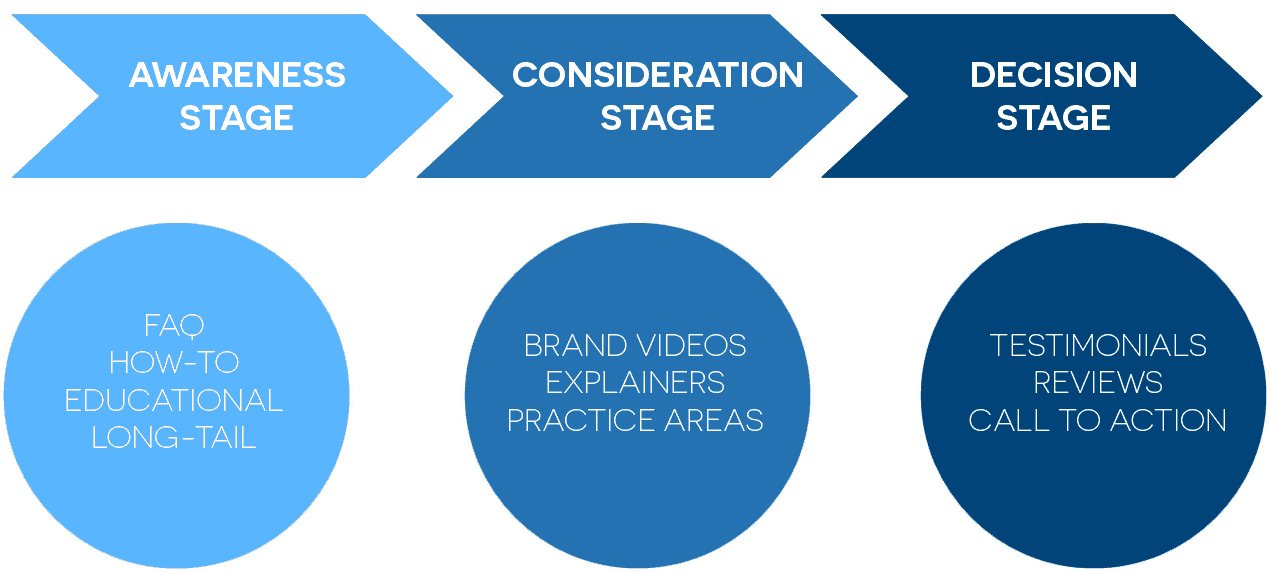 AWARENESS
STAGE
CONSIDERATION
STAGE
DECISION
STAGE
FAQ
HOW-TO
EDUCATIONAL
LONG-TAIL
BRAND VIDEOS
EXPLAINERS
PRACTICE AREAS
TESTIMONIALS
REVIEWS
CALL TO ACTION